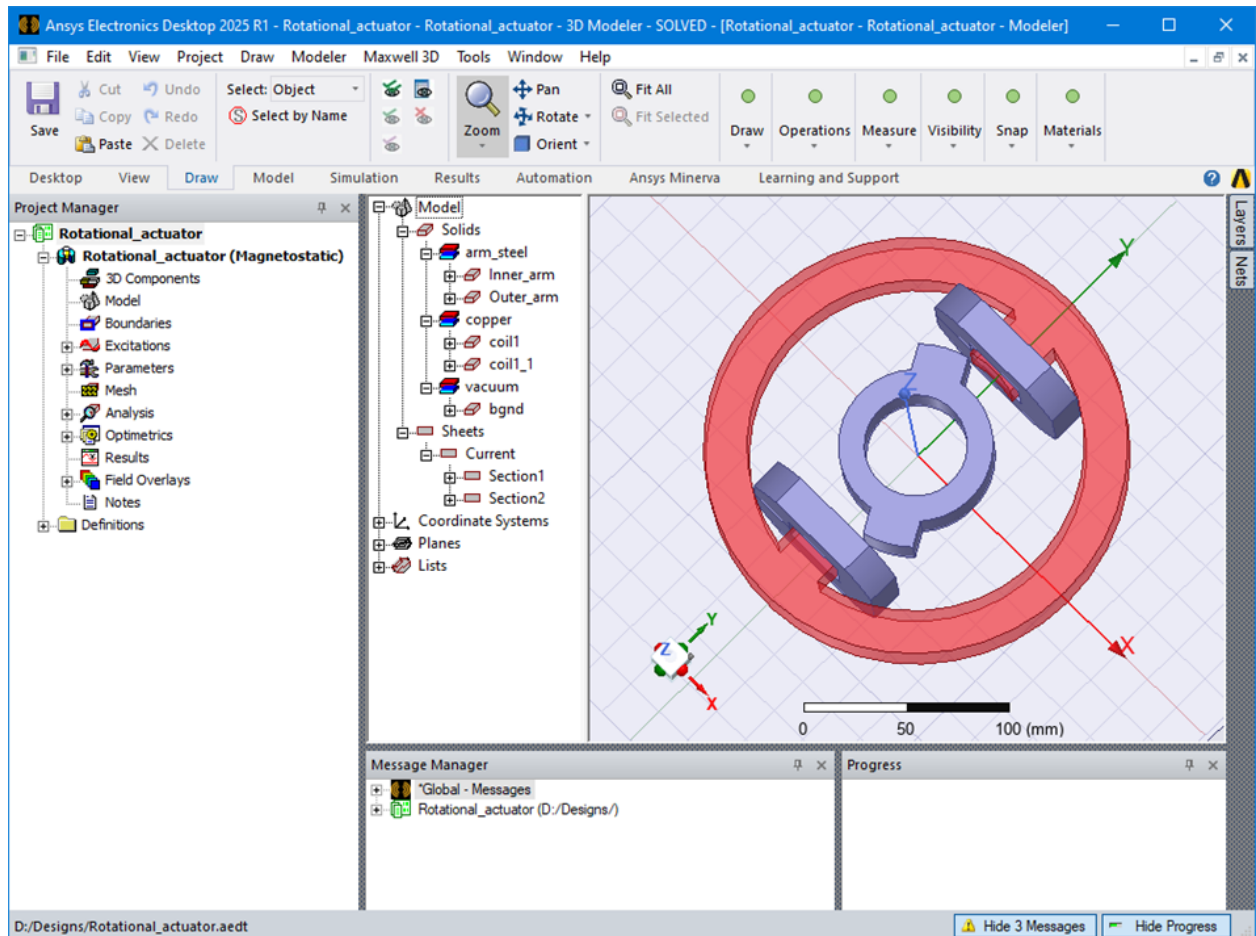 Ansys Electronics Desktop 2025 R1 - Rotational_actuator - Rotational_actuator - 3D Modeler - SOLVED - [Rotational_actuator - Rotational_actuator - Modeler]
File Edit View Project Draw Modeler Maxwell 3D Tools Window Help
Save
Cut Undo
Copy Redo
Paste Delete
Select: Object
Select by Name
Zoom
Pan
Rotate
Orient
Fit All
Fit Selected
Draw Operations Measure Visibility Snap Materials
Desktop View Draw Model Simulation Results Automation Ansys Minerva Learning and Support
Project Manager
Rotational_actuator
Rotational_actuator (Magnetostatic)
3D Components
Model
Boundaries
Excitations
Parameters
Mesh
Analysis
Optimetrics
Results
Field Overlays
Notes
Definitions
Model
Solids
arm_steel
Inner_arm
Outer_arm
copper
coil1
coil1_1
vacuum
bgnd
Sheets
Current
Section1
Section2
Coordinate Systems
Planes
Lists
Y
Z
X
Y
Z
X
0 50 100 (mm)
Layers
Nets
Message Manager
*Global - Messages
Rotational_actuator (D:/Designs/)
Progress
D:/Designs/Rotational_actuator.aedt
Hide 3 Messages
Hide Progress